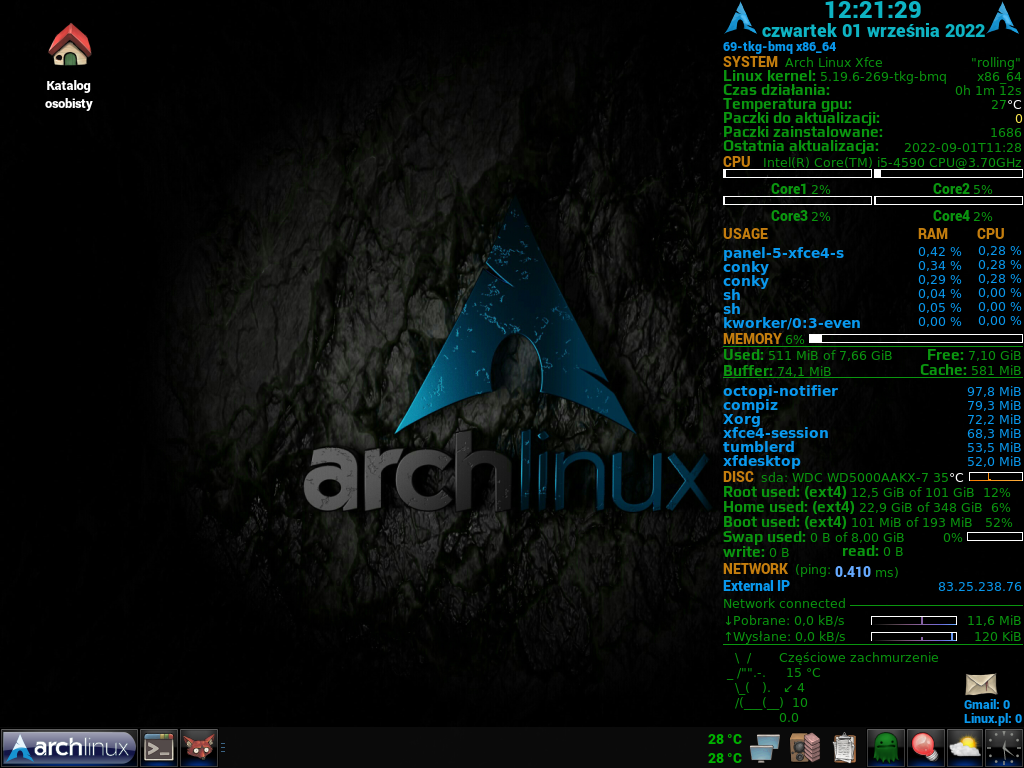 Katalog
osobisty
archlinux
12:21:29
czwartek 01 września 2022
69-tkg-bmq x86_64
SYSTEM Arch Linux Xfce "rolling"
Linux kernel: 5.19.6-269-tkg-bmq x86_64
Czas działania: 0h 1m 12s
Temperatura gpu: 27°C
Paczki do aktualizacji: 0
Paczki zainstalowane: 1686
Ostatnia aktualizacja: 2022-09-01T11:28
CPU Intel(R) Core(TM) i5-4590 CPU@3.70GHz
Core1 2% Core2 5%
Core3 2% Core4 2%
USAGE RAM CPU
panel-5-xfce4-s 0,42 % 0,28 %
conky 0,34 % 0,28 %
conky 0,29 % 0,28 %
sh 0,04 % 0,00 %
sh 0,05 % 0,00 %
kworker/0:3-even 0,00 % 0,00 %
MEMORY 6%
Used: 511 MiB of 7,66 GiB Free: 7,10 GiB
Buffer: 74,1 MiB Cache: 581 MiB
octopi-notifier 97,8 MiB
compiz 79,3 MiB
Xorg 72,2 MiB
xfce4-session 68,3 MiB
tumblerd 53,5 MiB
xfdesktop 52,0 MiB
DISC sda: WDC WD5000AAKX-7 35°C
Root used: (ext4) 12,5 GiB of 101 GiB 12%
Home used: (ext4) 22,9 GiB of 348 GiB 6%
Boot used: (ext4) 101 MiB of 193 MiB 52%
Swap used: 0 B of 8,00 GiB 0%
write: 0 B read: 0 B
NETWORK (ping: 0.410 ms)
External IP 83.25.238.76
Network connected
↓Pobrane: 0,0 kB/s 11,6 MiB
↑Wysłane: 0,0 kB/s 120 KiB
\ / Częściowe zachmurzenie
_ /"".-. 15 °C
\_( ). ↙ 4
/(___(__) 10
0.0
Gmail: 0
Linux.pl: 0
archlinux
28 °C
28 °C